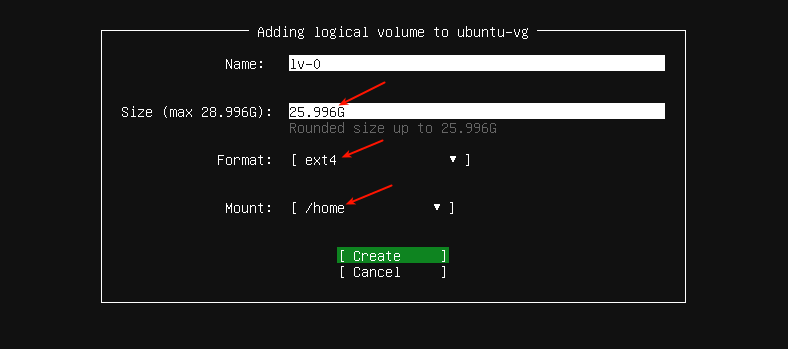 Adding logical volume to ubuntu-vg
Name: lv-0
Size (max 28.996G): 25.996G
Rounded size up to 25.996G
Format: [ ext4 ▼ ]
Mount: [ /home ▼ ]
[ Create ]
[ Cancel ]